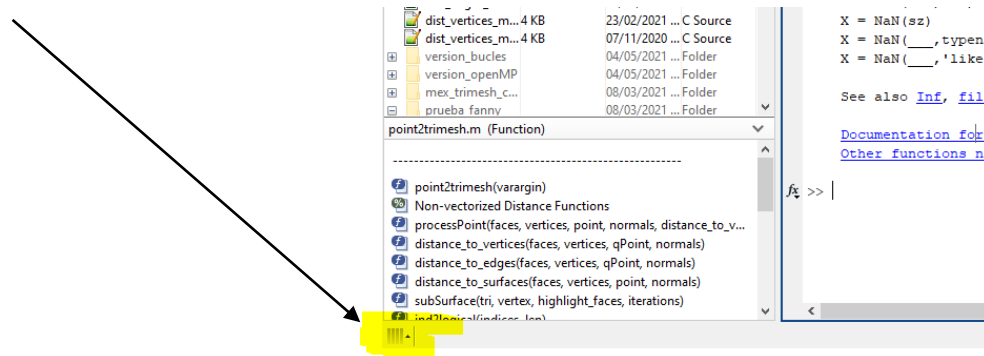 dist_vertices_m... 4 KB 23/02/2021 ... C Source
dist_vertices_m... 4 KB 07/11/2020 ... C Source
version_bucles 04/05/2021 ... Folder
version_openMP 04/05/2021 ... Folder
mex_trimesh_c... 08/03/2021 ... Folder
prueba fanny 08/03/2021 ... Folder
point2trimesh.m (Function)
------------------------------------------------------
point2trimesh(varargin)
Non-vectorized Distance Functions
processPoint(faces, vertices, point, normals, distance_to_v...
distance_to_vertices(faces, vertices, qPoint, normals)
distance_to_edges(faces, vertices, qPoint, normals)
distance_to_surfaces(faces, vertices, point, normals)
subSurface(tri, vertex, highlight_faces, iterations)
ind2logical(indices, len)
X = NaN(sz)
X = NaN(___,typen
X = NaN(___,'like
See also Inf, fil
Documentation for
Other functions n
fx >>